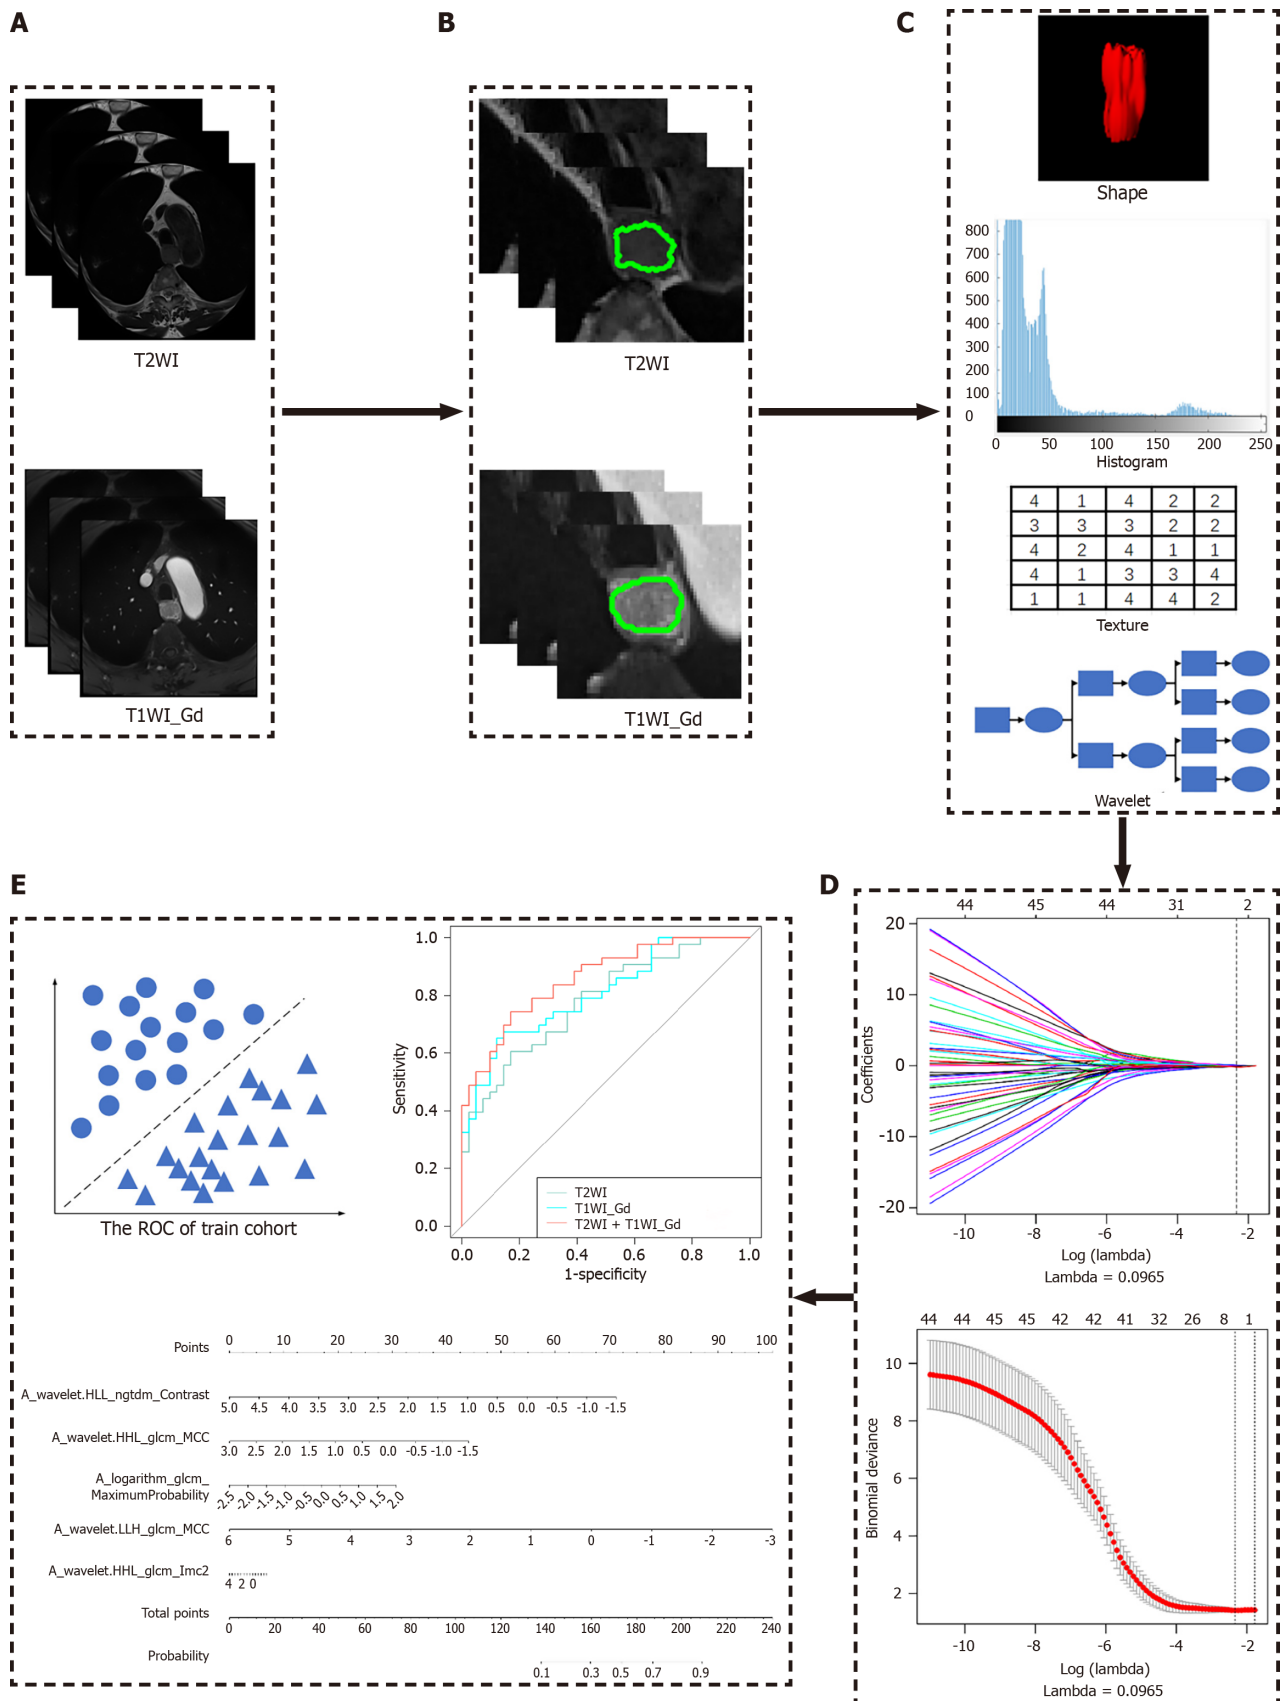 A
B
C
T2WI
T1WI_Gd
T2WI
T1WI_Gd
Shape
800
700
600
500
400
300
200
100
0
0 50 100 150 200 250
Histogram
4 1 4 2 2
3 3 3 2 2
4 2 4 1 1
4 1 3 3 4
1 1 4 4 2
Texture
Wavelet
D
44 45 44 31 2
20
10
0
-10
-20
Coefficients
-10 -8 -6 -4 -2
Log (lambda)
Lambda = 0.0965
44 44 45 45 42 42 41 32 26 8 1
10
8
6
4
2
Binomial deviance
-10 -8 -6 -4 -2
Log (lambda)
Lambda = 0.0965
E
The ROC of train cohort
1.0
0.8
0.6
0.4
0.2
0.0
Sensitivity
T2WI
T1WI_Gd
T2WI + T1WI_Gd
0.0 0.2 0.4 0.6 0.8 1.0
1-specificity
Points
0 10 20 30 40 50 60 70 80 90 100
A_wavelet.HLL_ngtdm_Contrast
5.0 4.5 4.0 3.5 3.0 2.5 2.0 1.5 1.0 0.5 0.0 -0.5 -1.0 -1.5
A_wavelet.HHL_glcm_MCC
3.0 2.5 2.0 1.5 1.0 0.5 0.0 -0.5 -1.0 -1.5
A_logarithm_glcm_
MaximumProbability
-2.5 -2.0 -1.5 -1.0 -0.5 0.0 0.5 1.0 1.5 2.0
A_wavelet.LLH_glcm_MCC
6 5 4 3 2 1 0 -1 -2 -3
A_wavelet.HHL_glcm_Imc2
4 2 0
Total points
0 20 40 60 80 100 120 140 160 180 200 220 240
Probability
0.1 0.3 0.5 0.7 0.9